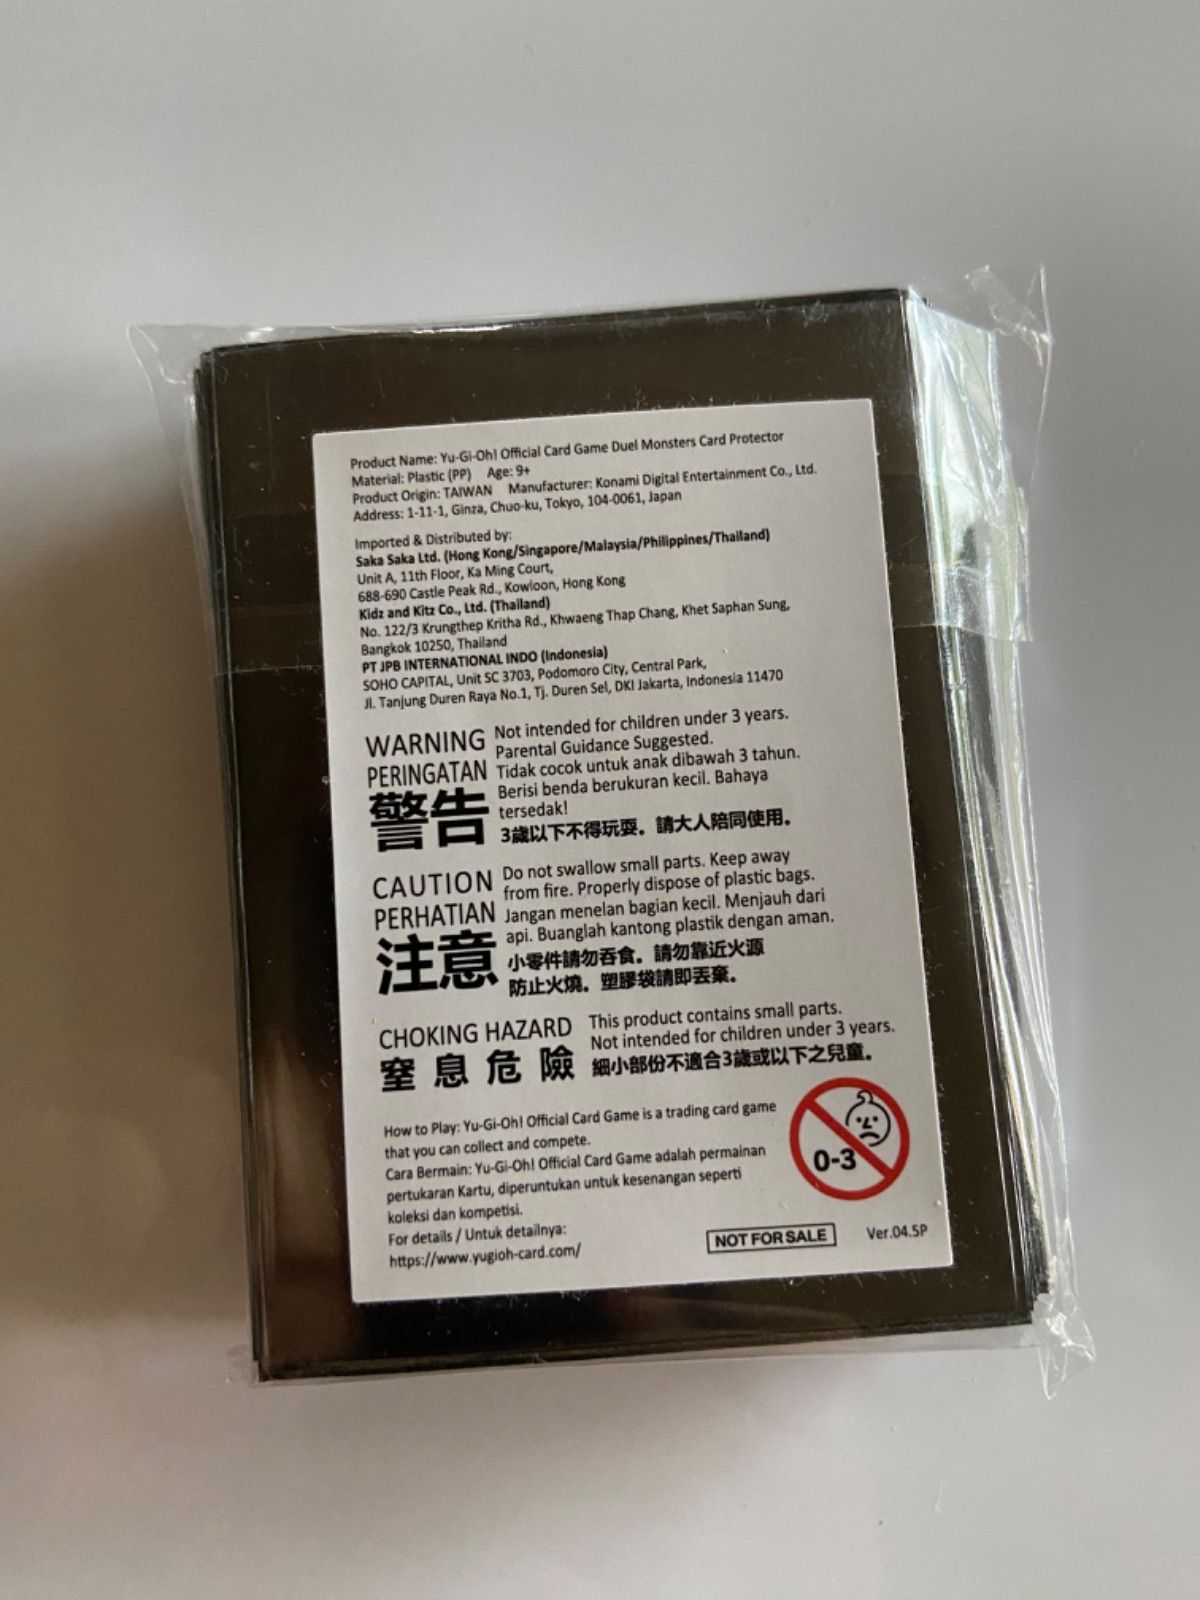 Product Name: Yu-Gi-Oh! Official Card Game Duel Monsters Card Protector
Material: Plastic (PP) Age: 9+
Product Origin: TAIWAN Manufacturer: Konami Digital Entertainment Co., Ltd.
Address: 1-11-1, Ginza, Chuo-ku, Tokyo, 104-0061, Japan
Imported & Distributed by:
Saka Saka Ltd. (Hong Kong/Singapore/Malaysia/Philippines/Thailand)
Unit A, 11th Floor, Ka Ming Court,
688-690 Castle Peak Rd., Kowloon, Hong Kong
Kidz and Kitz Co., Ltd. (Thailand)
No. 122/3 Krungthep Kritha Rd., Khwaeng Thap Chang, Khet Saphan Sung,
Bangkok 10250, Thailand
PT JPB INTERNATIONAL INDO (Indonesia)
SOHO CAPITAL, Unit SC 3703, Podomoro City, Central Park,
Jl. Tanjung Duren Raya No.1, Tj. Duren Sel, DKI Jakarta, Indonesia 11470
WARNING
PERINGATAN
警告
Not intended for children under 3 years.
Parental Guidance Suggested.
Tidak cocok untuk anak dibawah 3 tahun.
Berisi benda berukuran kecil. Bahaya
tersedak!
3歲以下不得玩耍。請大人陪同使用。
CAUTION
PERHATIAN
注意
Do not swallow small parts. Keep away
from fire. Properly dispose of plastic bags.
Jangan menelan bagian kecil. Menjauh dari
api. Buanglah kantong plastik dengan aman.
小零件請勿吞食。請勿靠近火源
防止火燒。塑膠袋請即丟棄。
CHOKING HAZARD
窒息危險
This product contains small parts.
Not intended for children under 3 years.
細小部份不適合3歲或以下之兒童。
How to Play: Yu-Gi-Oh! Official Card Game is a trading card game
that you can collect and compete.
Cara Bermain: Yu-Gi-Oh! Official Card Game adalah permainan
pertukaran Kartu, diperuntukan untuk kesenangan seperti
koleksi dan kompetisi.
For details / Untuk detailnya:
https://www.yugioh-card.com/
0-3
NOT FOR SALE
Ver.04.5P